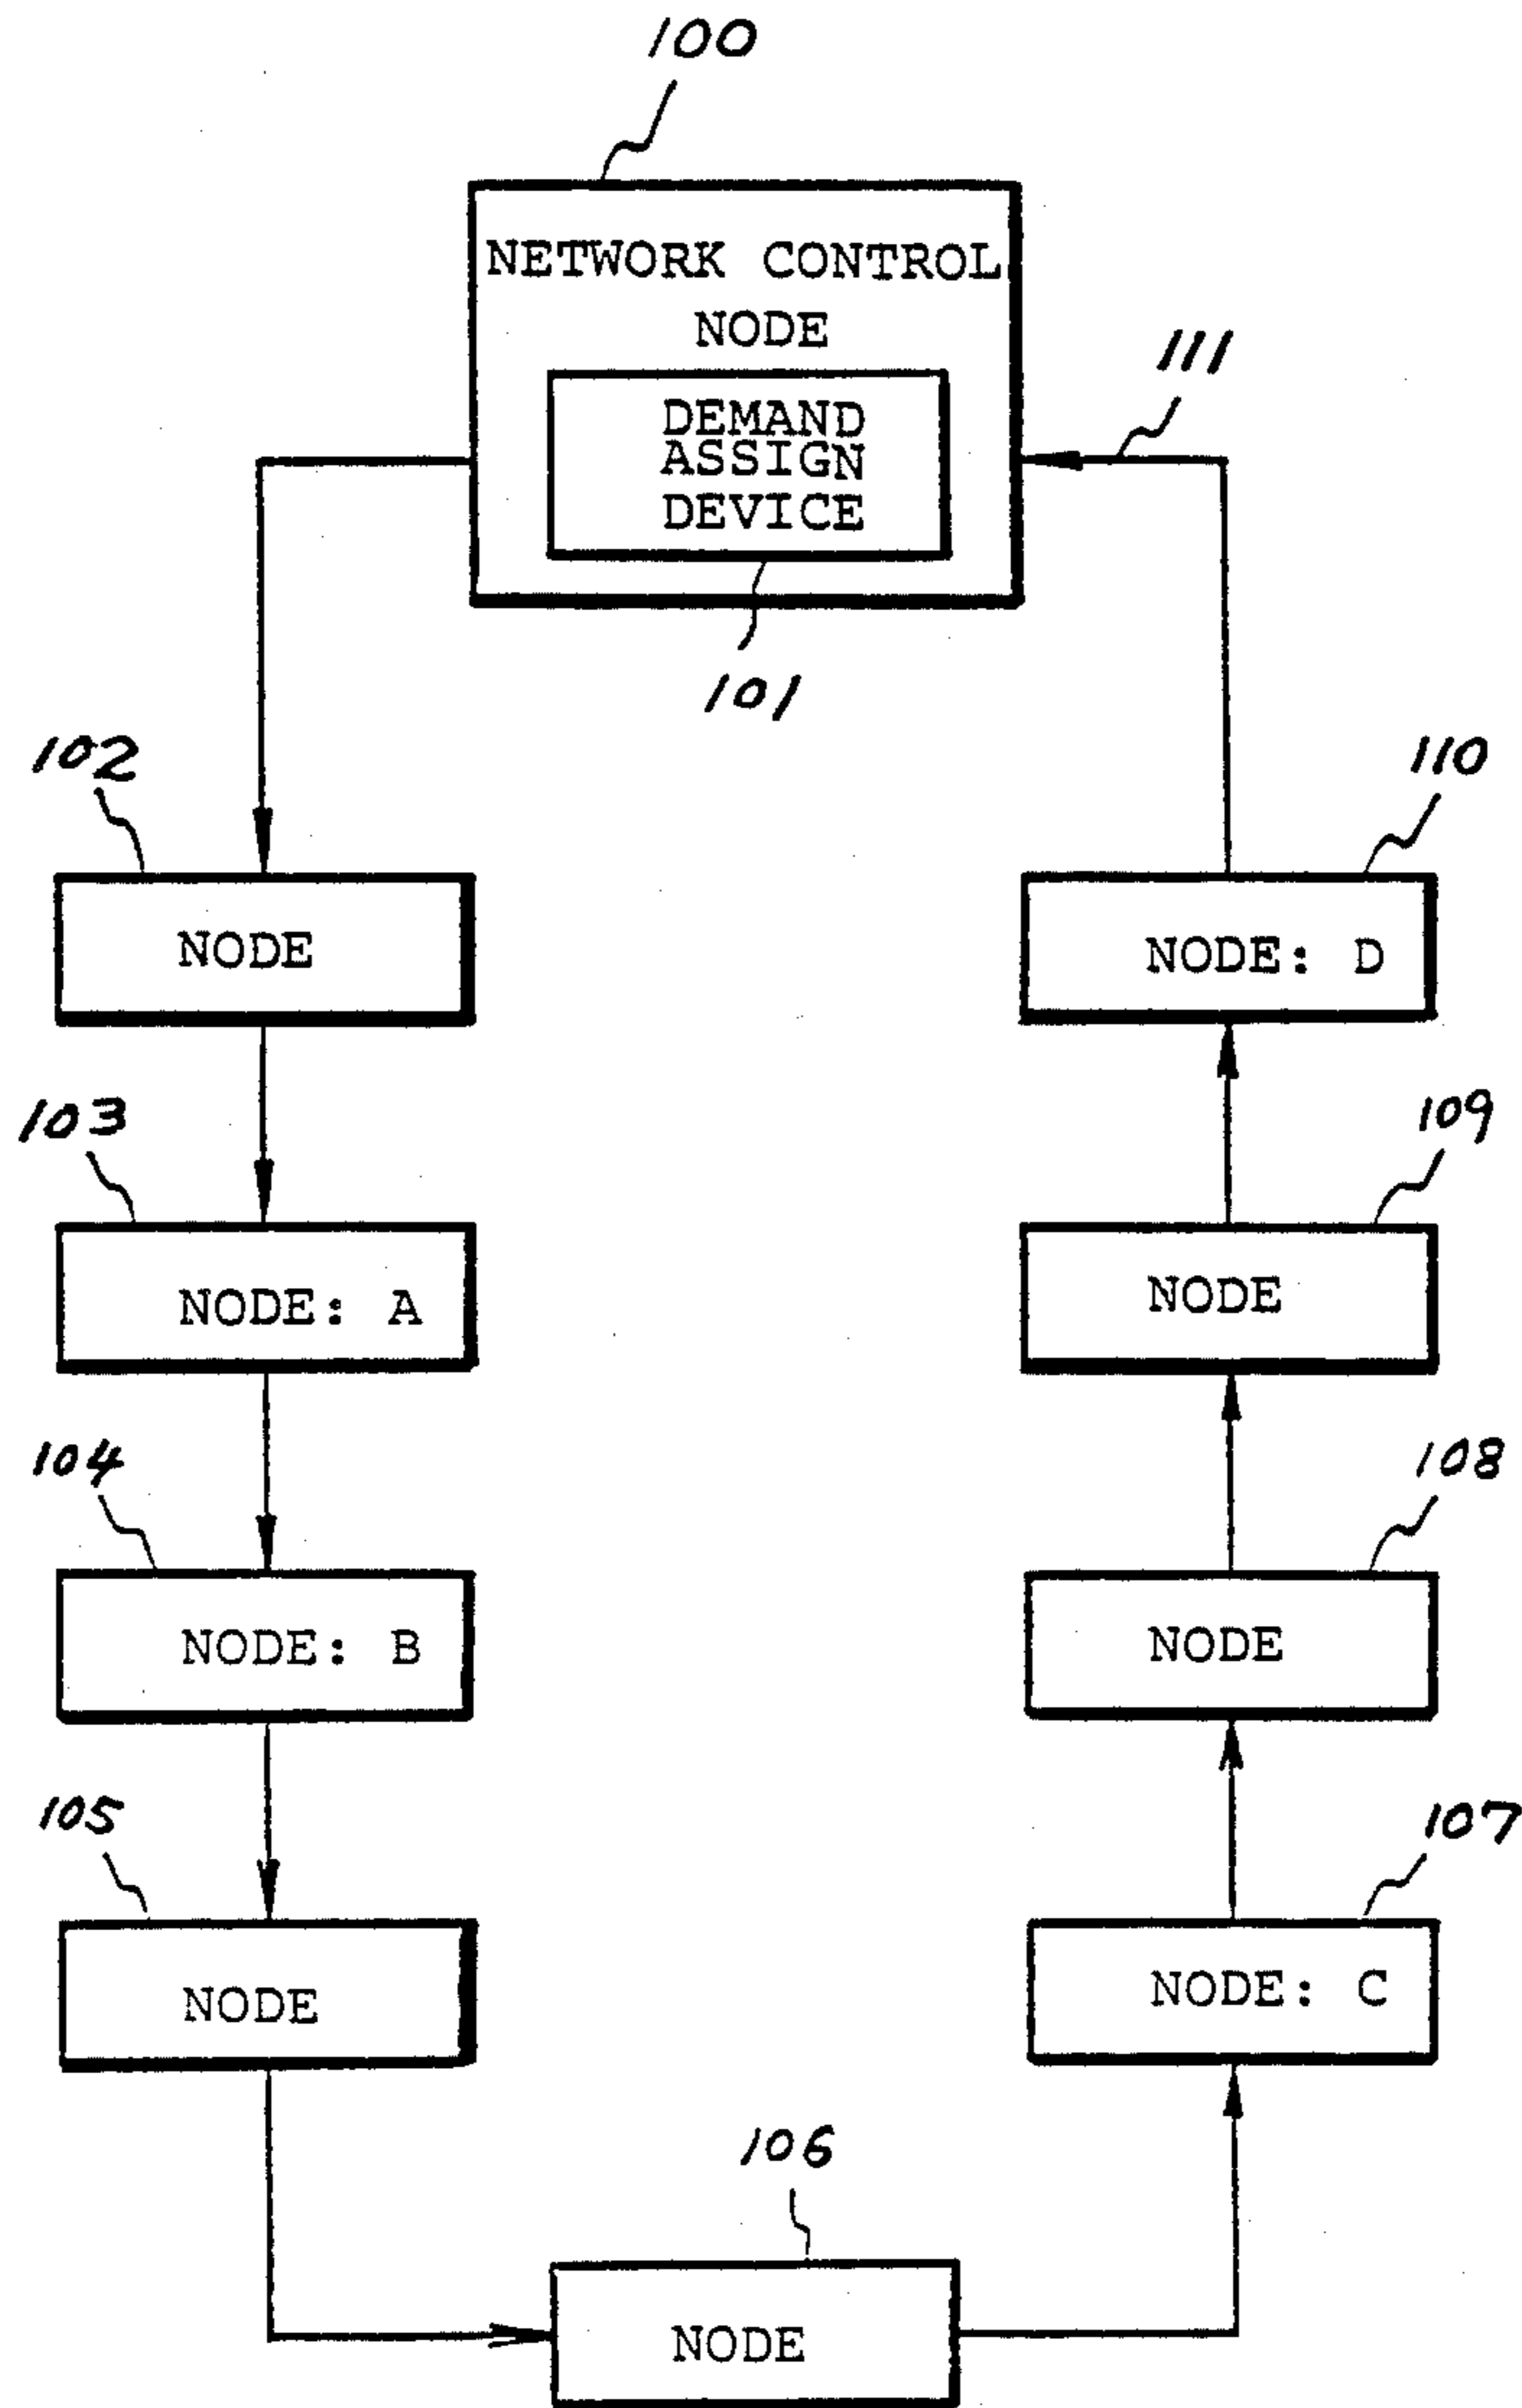 100
NETWORK CONTROL
NODE
DEMAND
ASSIGN
DEVICE
111
101
102
NODE
110
NODE: D
103
NODE: A
109
NODE
104
NODE: B
108
NODE
105
NODE
107
NODE: C
106
NODE